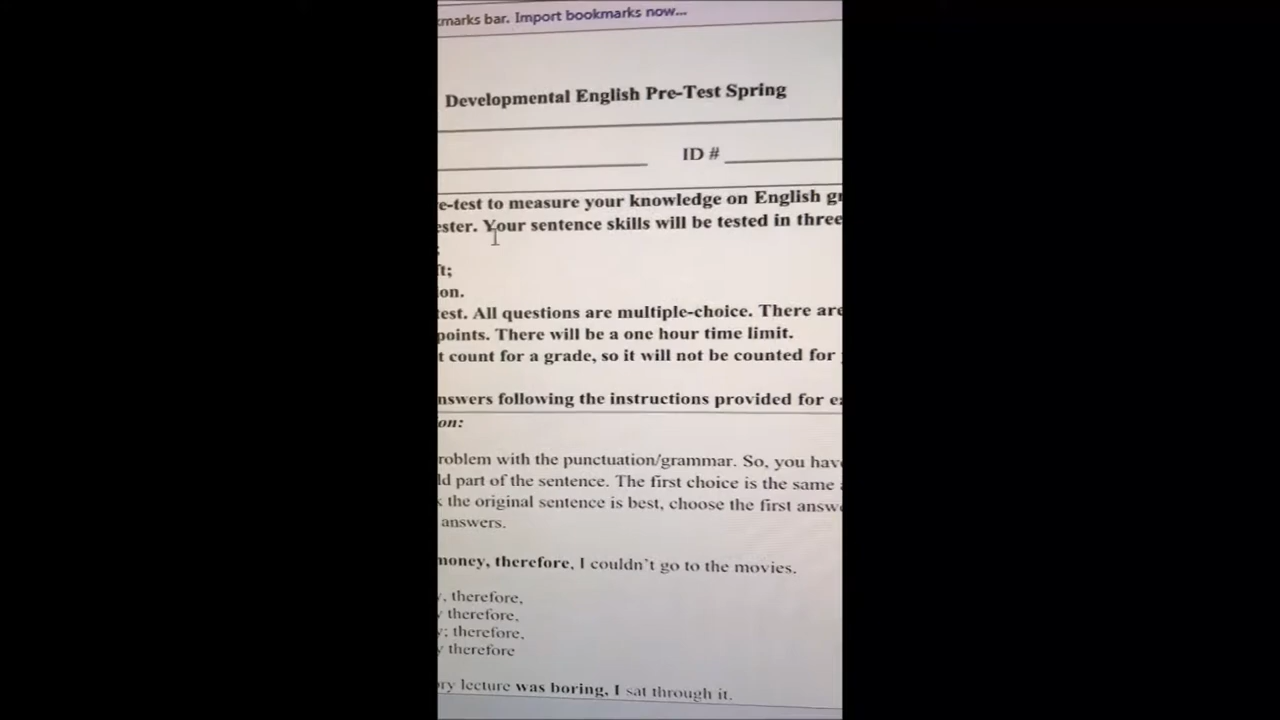 marks bar. Import bookmarks now...
Developmental English Pre-Test Spring
ID #
e-test to measure your knowledge on English
ester. Your sentence skills will be tested in three
t;
on.
est. All questions are multiple-choice. There are
points. There will be a one hour time limit.
t count for a grade, so it will not be counted for
nswers following the instructions provided for
on:
roblem with the punctuation/grammar. So, you have
ld part of the sentence. The first choice is the same
the original sentence is best, choose the first
answers.
money, therefore, I couldn't go to the movies.
, therefore,
therefore,
; therefore,
therefore
ry lecture was boring, I sat through it.